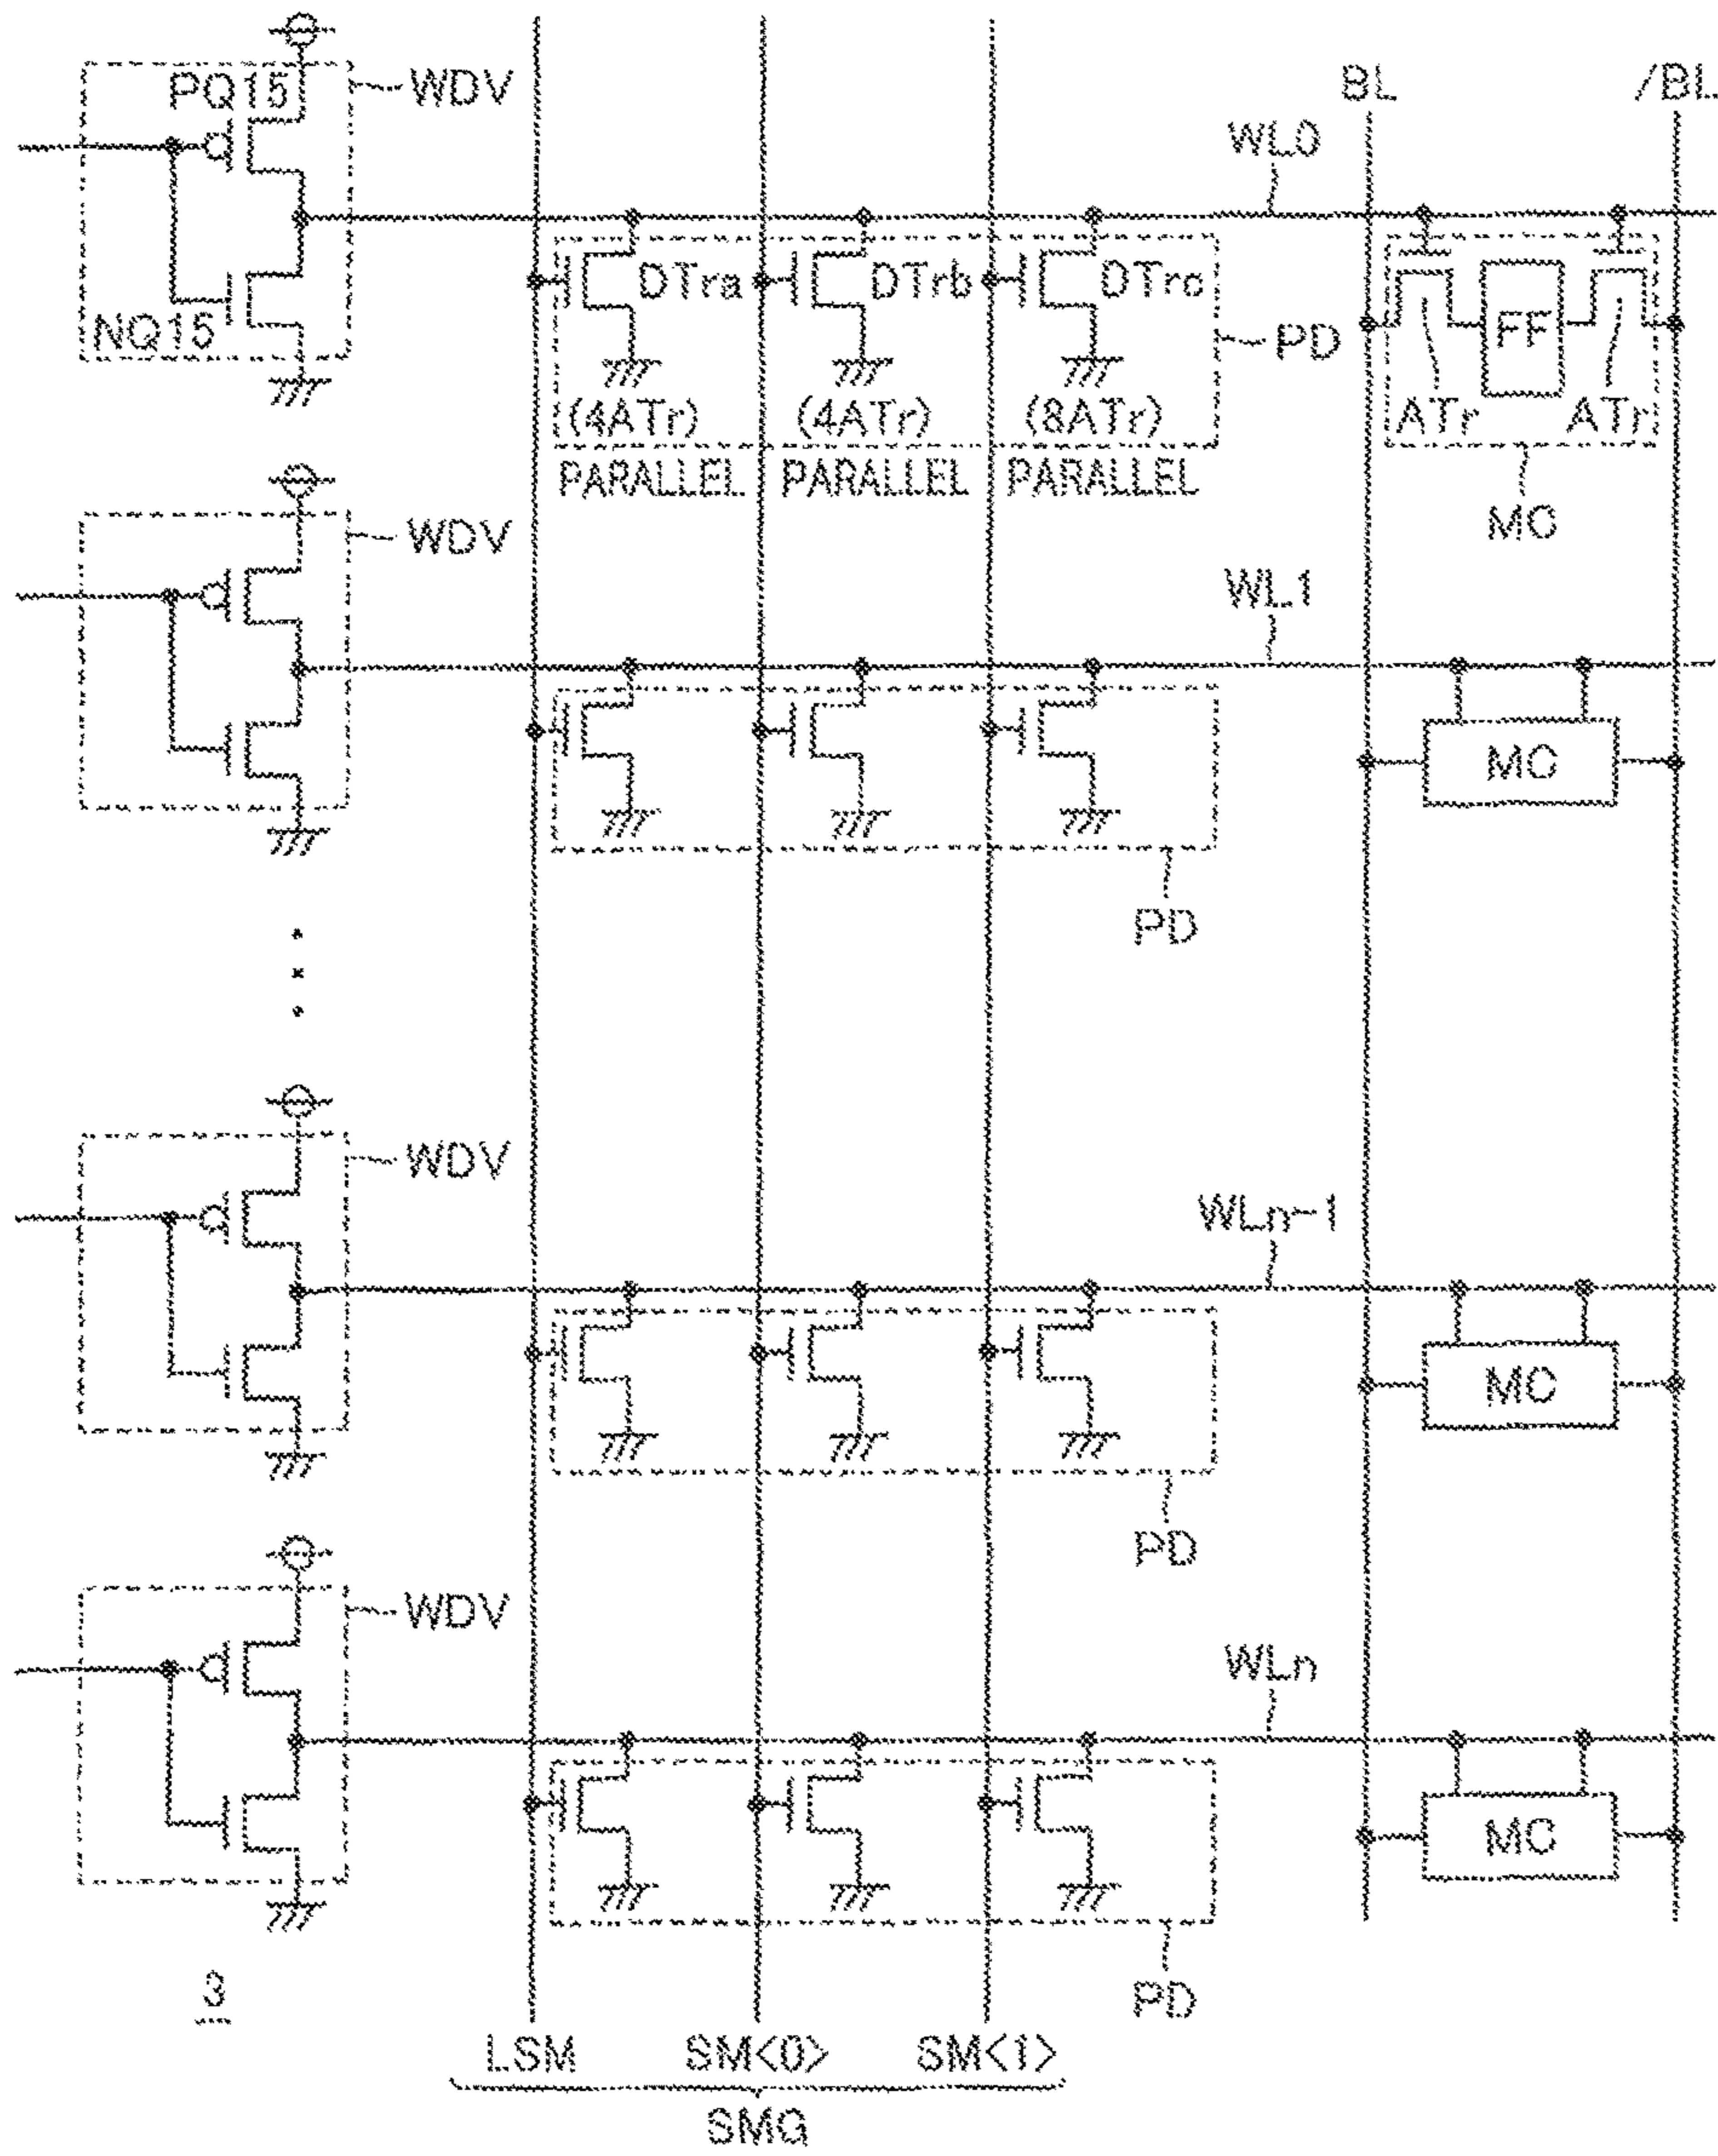 PQ15
WDV
BL
/BL
WL0
DTra
DTrb
DTrc
NQ15
FF
PD
(4ATr)
(4ATr)
(8ATr)
ATr
ATr
PARALLEL
PARALLEL
PARALLEL
MC
WDV
WL1
MC
PD
WDV
WLn-1
MC
PD
WDV
WLn
MC
PD
3
LSM
SM<0>
SM<1>
SMG